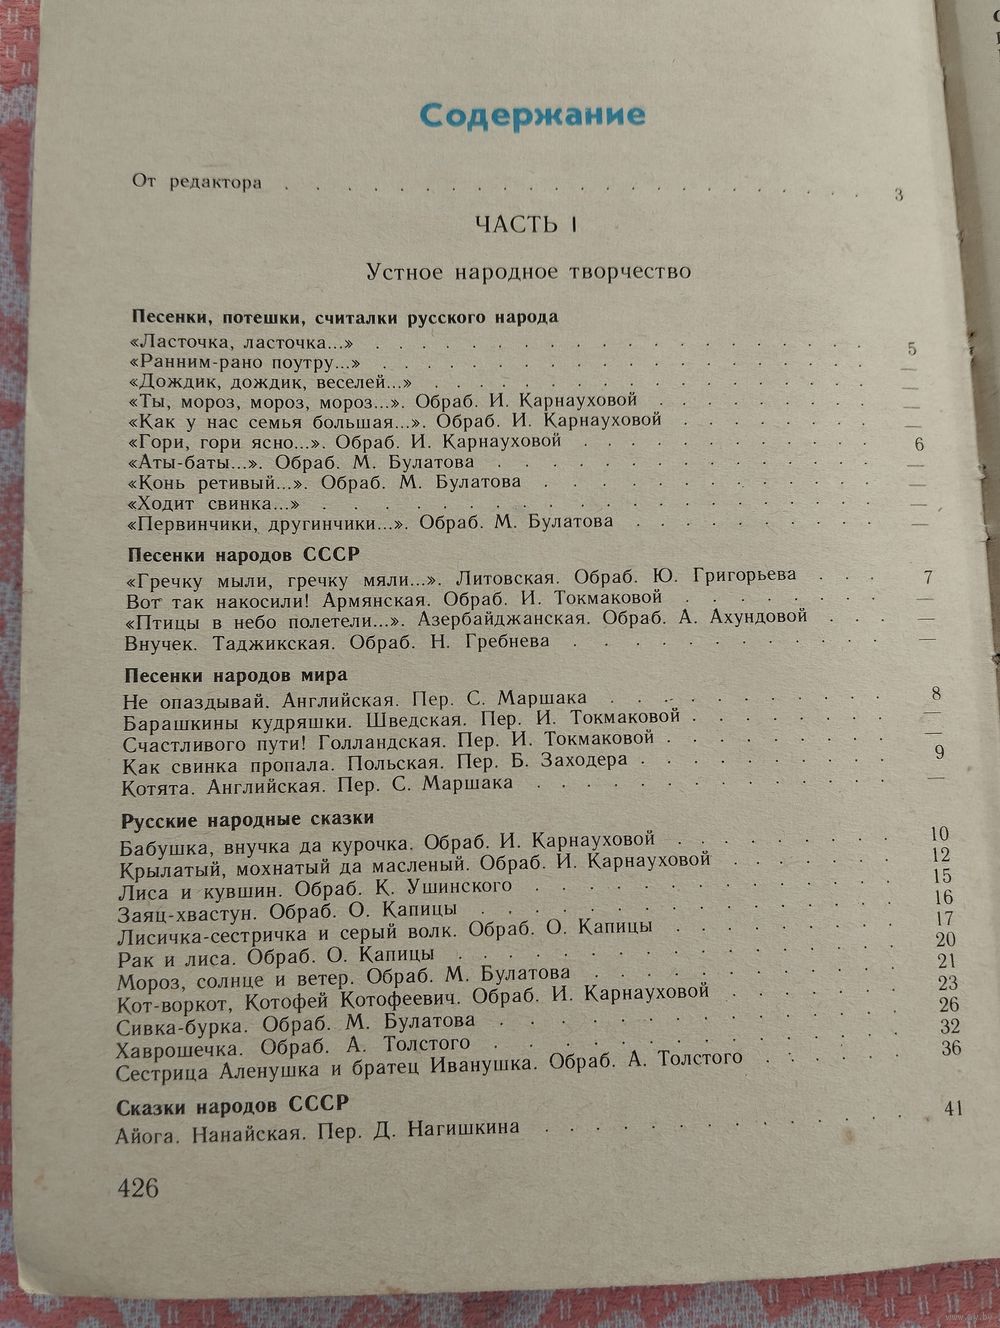 Содержание
От редактора . . . . . . . . . . . . . . . . . . . . . . 3
ЧАСТЬ I
Устное народное творчество
Песенки, потешки, считалки русского народа
«Ласточка, ласточка...» . . . . . . . . . . . . . . . . . 5
«Ранним-рано поутру...» . . . . . . . . . . . . . . . . . —
«Дождик, дождик, веселей...» . . . . . . . . . . . . . . —
«Ты, мороз, мороз, мороз...». Обраб. И. Карнауховой . . . . . . . . —
«Как у нас семья большая...». Обраб. И. Карнауховой . . . . . . . —
«Гори, гори ясно...». Обраб. И. Карнауховой . . . . . . . . . . 6
«Аты-баты...». Обраб. М. Булатова . . . . . . . . . . . . . —
«Конь ретивый...». Обраб. М. Булатова . . . . . . . . . . . —
«Ходит свинка...» . . . . . . . . . . . . . . . . . . —
«Первинчики, другинчики...». Обраб. М. Булатова . . . . . . . . —
Песенки народов СССР
«Гречку мыли, гречку мяли...». Литовская. Обраб. Ю. Григорьева . . . 7
Вот так накосили! Армянская. Обраб. И. Токмаковой . . . . . . . —
«Птицы в небо полетели...». Азербайджанская. Обраб. А. Ахундовой . . . —
Внучек. Таджикская. Обраб. Н. Гребнева . . . . . . . . . . . —
Песенки народов мира
Не опаздывай. Английская. Пер. С. Маршака . . . . . . . . . . 8
Барашкины кудряшки. Шведская. Пер. И. Токмаковой . . . . . . . —
Счастливого пути! Голландская. Пер. И. Токмаковой . . . . . . . . —
Как свинка пропала. Польская. Пер. Б. Заходера . . . . . . . . . 9
Котята. Английская. Пер. С. Маршака . . . . . . . . . . . . —
Русские народные сказки
Бабушка, внучка да курочка. Обраб. И. Карнауховой . . . . . . . . 10
Крылатый, мохнатый да масленый. Обраб. И. Карнауховой . . . . . . 12
Лиса и кувшин. Обраб. К. Ушинского . . . . . . . . . . . . 15
Заяц-хвастун. Обраб. О. Капицы . . . . . . . . . . . . . . 16
Лисичка-сестричка и серый волк. Обраб. О. Капицы . . . . . . . . 17
Рак и лиса. Обраб. О. Капицы . . . . . . . . . . . . . . 20
Мороз, солнце и ветер. Обраб. М. Булатова . . . . . . . . . . 21
Кот-воркот, Котофей Котофеевич. Обраб. И. Карнауховой . . . . . . 23
Сивка-бурка. Обраб. М. Булатова . . . . . . . . . . . . . 26
Хаврошечка. Обраб. А. Толстого . . . . . . . . . . . . . 32
Сестрица Аленушка и братец Иванушка. Обраб. А. Толстого . . . . . 36
Сказки народов СССР
Айога. Нанайская. Пер. Д. Нагишкина . . . . . . . . . . . . 41
426